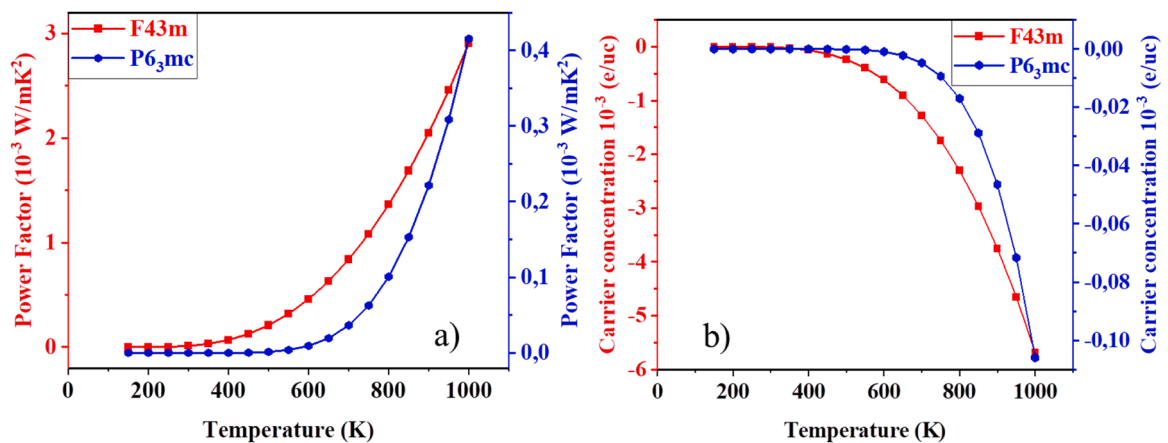 F43m
P6₃mc
Power Factor (10⁻³ W/mK²)
3
2
1
0
Power Factor (10⁻³ W/mK²)
0,4
0,3
0,2
0,1
0,0
a)
0 200 400 600 800 1000
Temperature (K)
F43m
P6₃mc
Carrier concentration 10⁻³ (e/uc)
0
-1
-2
-3
-4
-5
-6
Carrier concentration 10⁻³ (e/uc)
0,00
-0,02
-0,04
-0,06
-0,08
-0,10
b)
0 200 400 600 800 1000
Temperature (K)